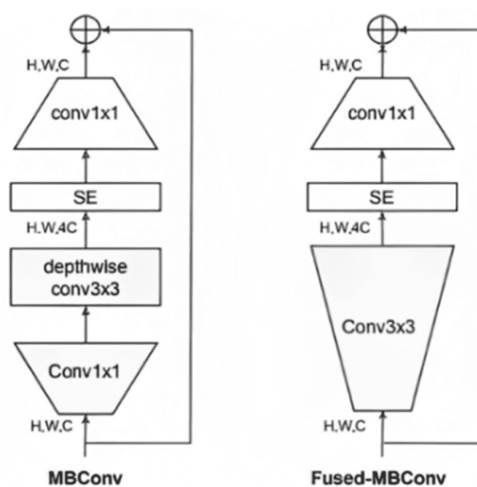 H,W,C
conv1x1
SE
H,W,4C
depthwise
conv3x3
Conv1x1
H,W,C
MBConv
H,W,C
conv1x1
SE
H,W,4C
Conv3x3
H,W,C
Fused-MBConv